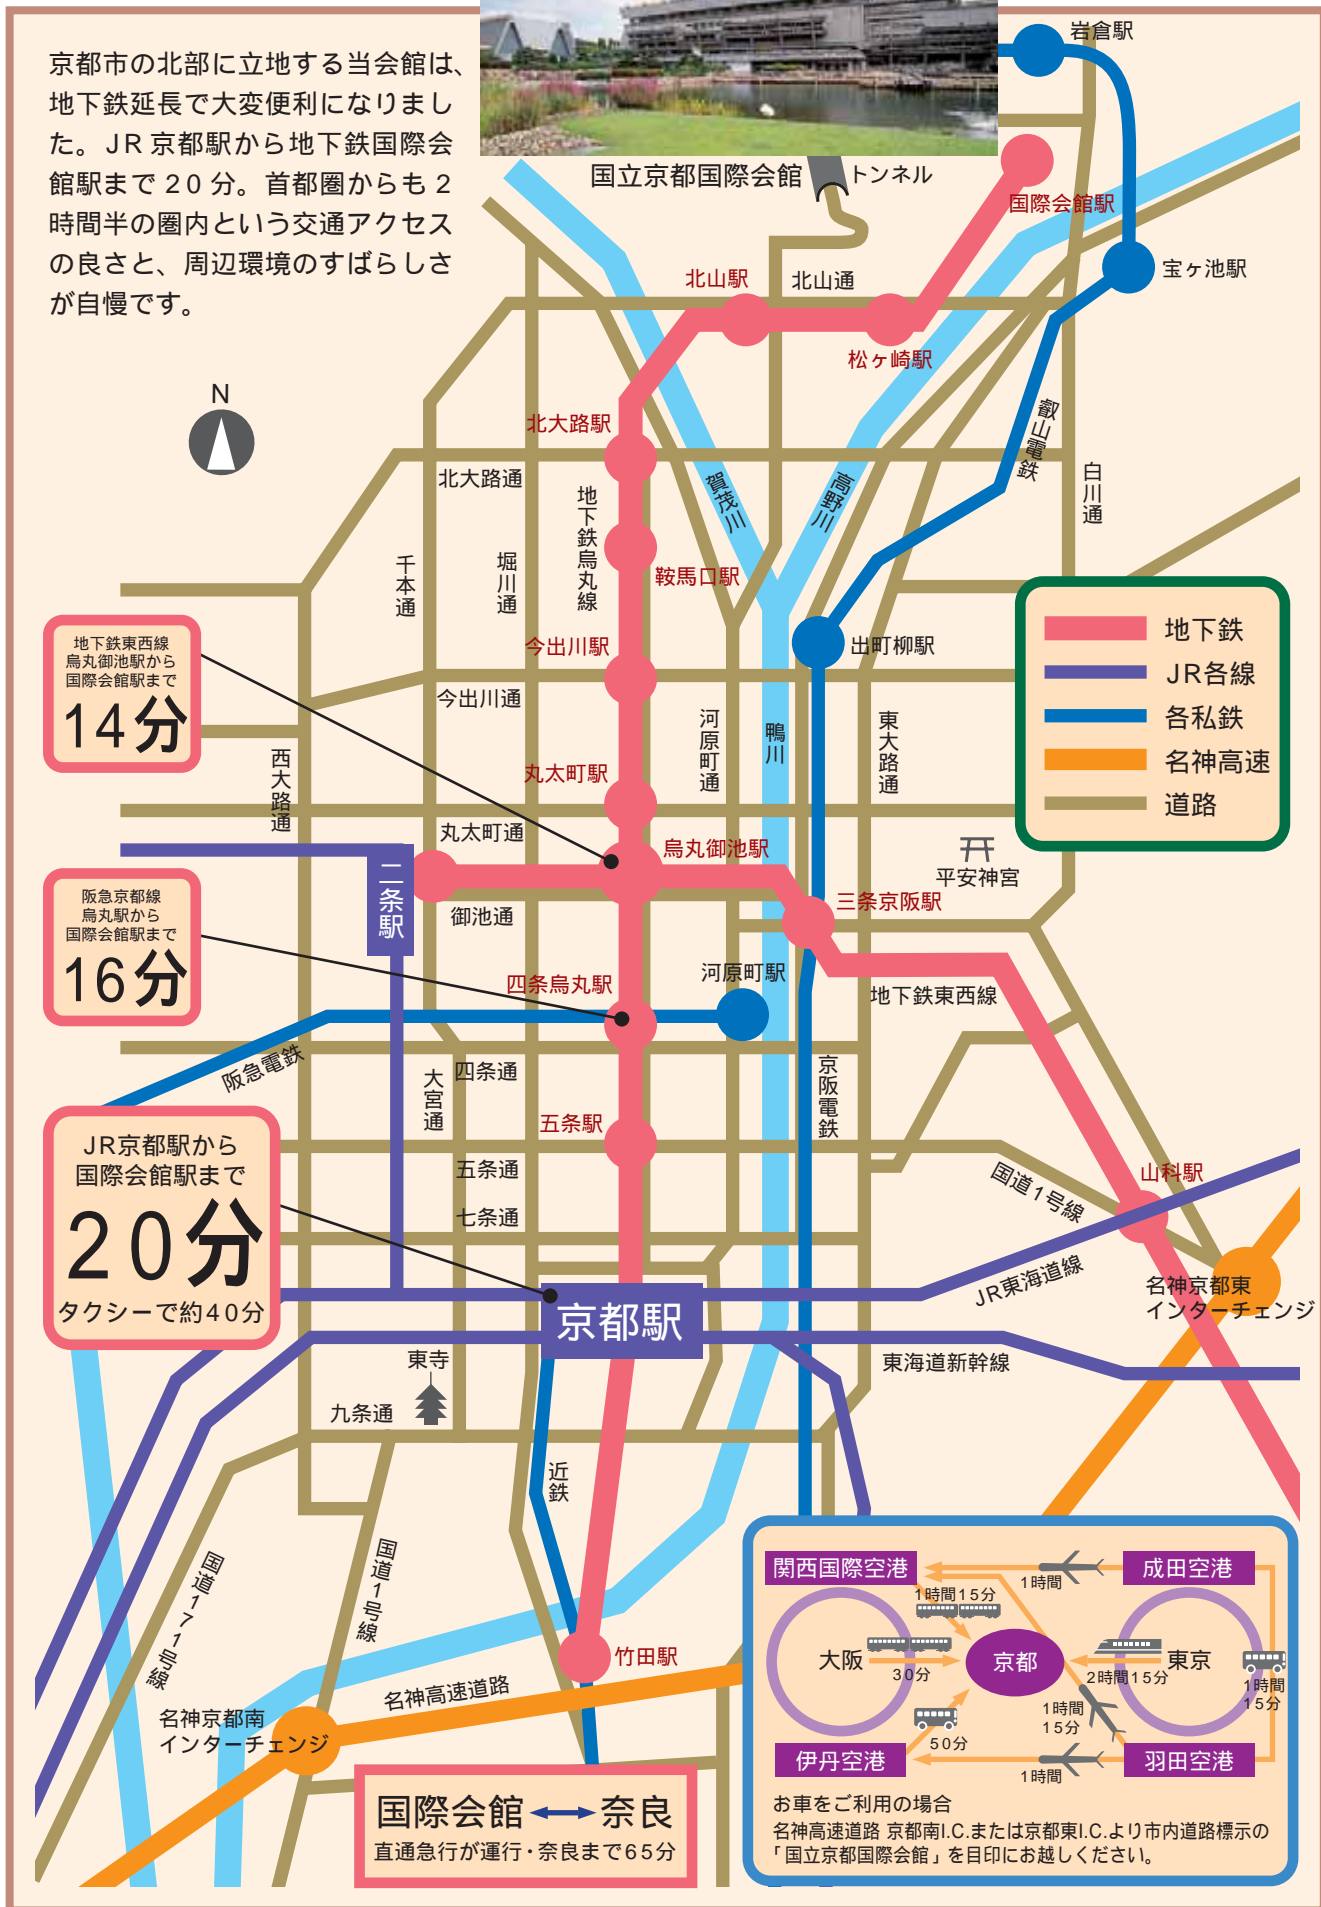 京都市の北部に立地する当会館は、
地下鉄延長で大変便利になりまし
た。JR京都駅から地下鉄国際会
館駅まで20分。首都圏からも2
時間半の圏内という交通アクセス
の良さと、周辺環境のすばらしさ
が自慢です。
国立京都国際会館
トンネル
岩倉駅
国際会館駅
宝ヶ池駅
北山駅
北山通
松ヶ崎駅
N
北大路駅
北大路通
地下鉄烏丸線
賀茂川
高野川
叡山電鉄
白川通
千本通
堀川通
鞍馬口駅
今出川駅
出町柳駅
今出川通
地下鉄
JR各線
各私鉄
名神高速
道路
地下鉄東西線
烏丸御池駅から
国際会館駅まで
14分
西大路通
河原町通
鴨川
東大路通
丸太町駅
丸太町通
烏丸御池駅
平安神宮
二条駅
御池通
三条京阪駅
阪急京都線
烏丸駅から
国際会館駅まで
16分
四条烏丸駅
河原町駅
地下鉄東西線
阪急電鉄
大宮通
四条通
京阪電鉄
五条駅
五条通
七条通
国道1号線
山科駅
JR京都駅から
国際会館駅まで
20分
タクシーで約40分
京都駅
JR東海道線
名神京都東
インターチェンジ
東海道新幹線
東寺
九条通
近鉄
国道171号線
国道1号線
竹田駅
名神高速道路
名神京都南
インターチェンジ
国際会館 ↔ 奈良
直通急行が運行・奈良まで65分
関西国際空港
成田空港
1時間
1時間15分
大阪
30分
京都
2時間15分
東京
1時間
15分
1時間
15分
50分
伊丹空港
1時間
羽田空港
お車をご利用の場合
名神高速道路 京都南I.C.または京都東I.C.より市内道路標示の
「国立京都国際会館」を目印にお越しください。